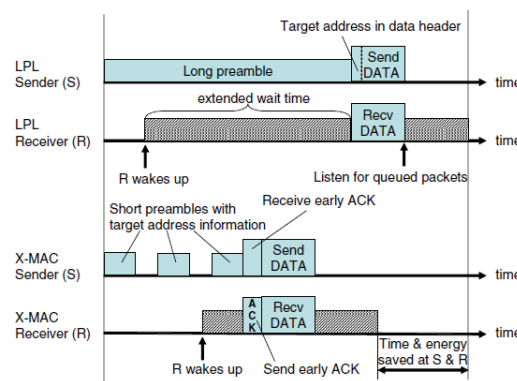 Target address in data header
LPL
Sender (S)
Long preamble
Send
DATA
time
extended wait time
LPL
Receiver (R)
Recv
DATA
time
R wakes up
Listen for queued packets
Short preambles with
target address information
Receive early ACK
X-MAC
Sender (S)
Send
DATA
time
X-MAC
Receiver (R)
A
C
K
Recv
DATA
time
R wakes up
Send early ACK
Time & energy
saved at S & R